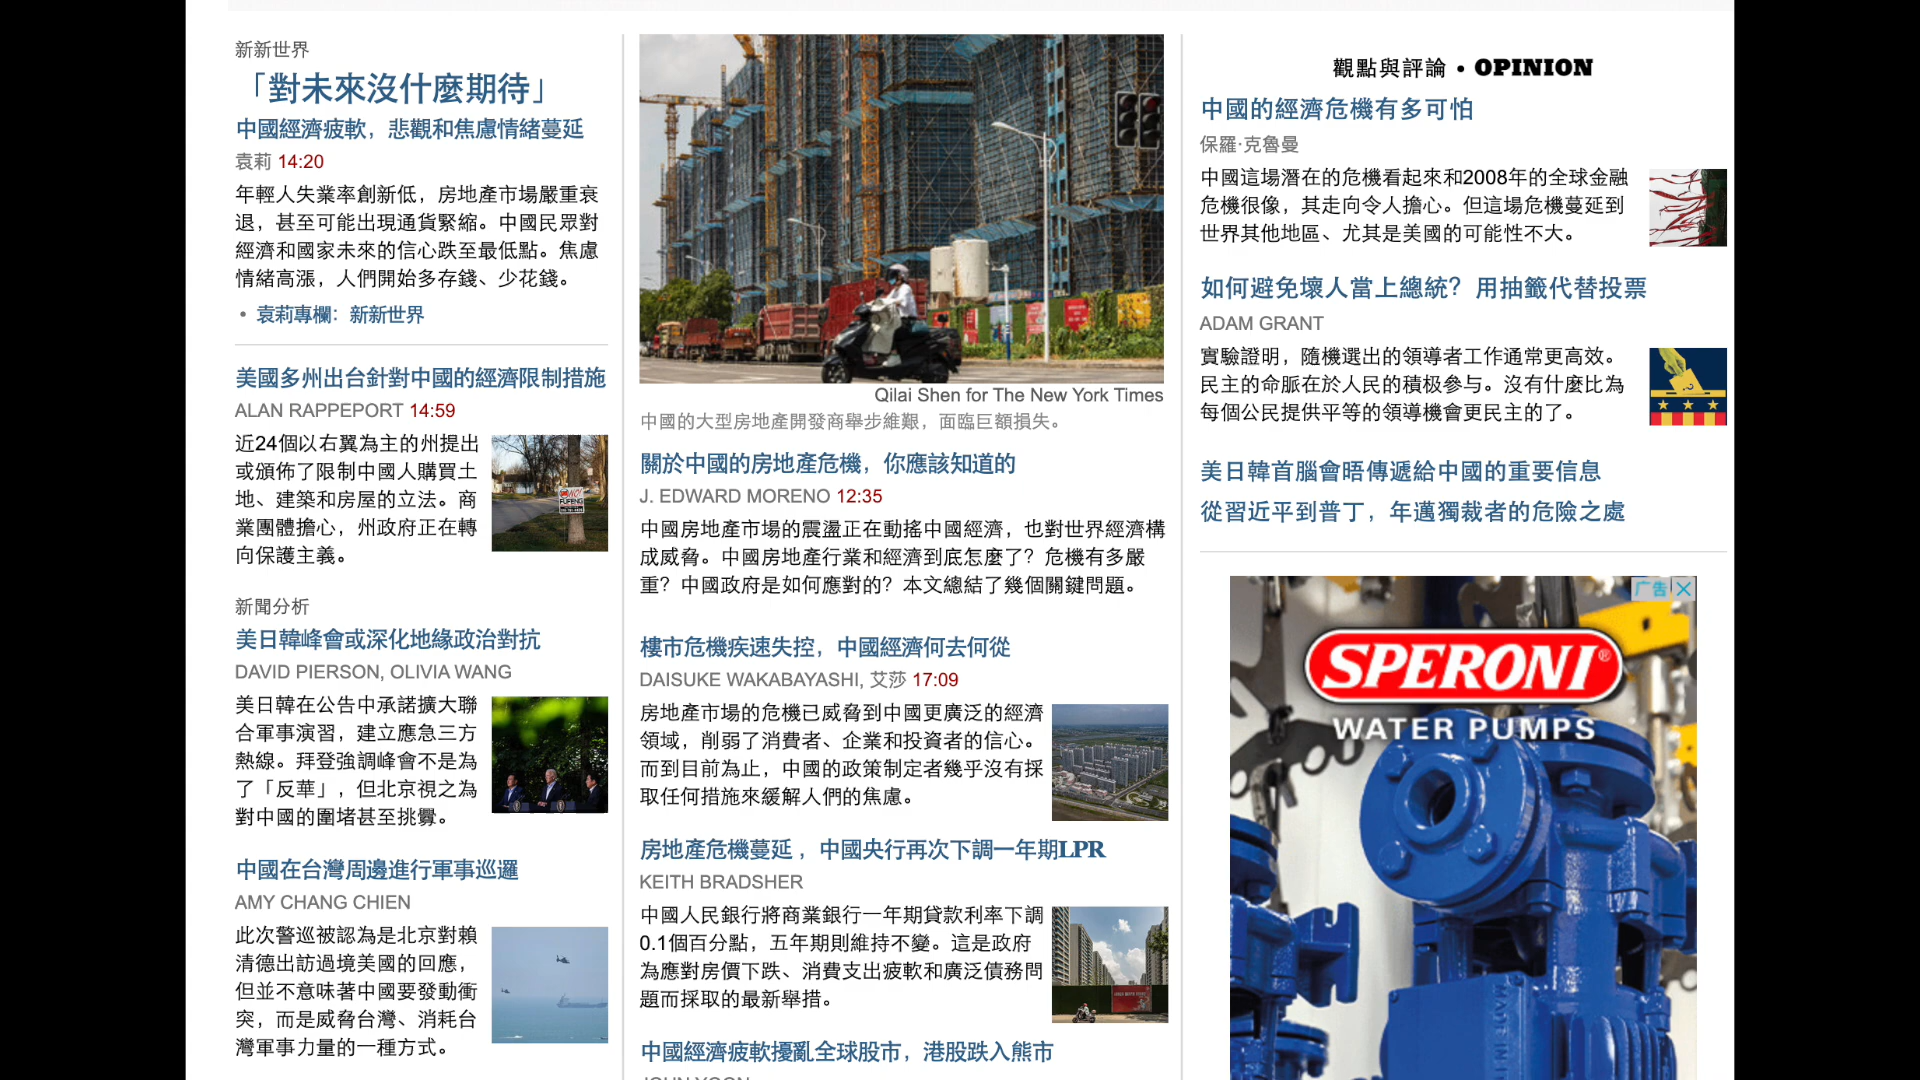 新新世界
「對未來沒什麼期待」
中國經濟疲軟，悲觀和焦慮情緒蔓延
袁莉 14:20
年輕人失業率創新低，房地產市場嚴重衰
退，甚至可能出現通貨緊縮。中國民眾對
經濟和國家未來的信心跌至最低點。焦慮
情緒高漲，人們開始多存錢、少花錢。
• 袁莉專欄：新新世界
美國多州出台針對中國的經濟限制措施
ALAN RAPPEPORT 14:59
近24個以右翼為主的州提出
或頒佈了限制中國人購買土
地、建築和房屋的立法。商
業團體擔心，州政府正在轉
向保護主義。
新聞分析
美日韓峰會或深化地緣政治對抗
DAVID PIERSON, OLIVIA WANG
美日韓在公告中承諾擴大聯
合軍事演習，建立應急三方
熱線。拜登強調峰會不是為
了「反華」，但北京視之為
對中國的圍堵甚至挑釁。
中國在台灣周邊進行軍事巡邏
AMY CHANG CHIEN
此次警巡被認為是北京對賴
清德出訪過境美國的回應，
但並不意味著中國要發動衝
突，而是威脅台灣、消耗台
灣軍事力量的一種方式。
Qilai Shen for The New York Times
中國的大型房地產開發商舉步維艱，面臨巨額損失。
關於中國的房地產危機，你應該知道的
J. EDWARD MORENO 12:35
中國房地產市場的震盪正在動搖中國經濟，也對世界經濟構
成威脅。中國房地產行業和經濟到底怎麼了？危機有多嚴
重？中國政府是如何應對的？本文總結了幾個關鍵問題。
樓市危機疾速失控，中國經濟何去何從
DAISUKE WAKABAYASHI, 艾莎 17:09
房地產市場的危機已威脅到中國更廣泛的經濟
領域，削弱了消費者、企業和投資者的信心。
而到目前為止，中國的政策制定者幾乎沒有採
取任何措施來緩解人們的焦慮。
房地產危機蔓延 ，中國央行再次下調一年期LPR
KEITH BRADSHER
中國人民銀行將商業銀行一年期貸款利率下調
0.1個百分點，五年期則維持不變。這是政府
為應對房價下跌、消費支出疲軟和廣泛債務問
題而採取的最新舉措。
中國經濟疲軟擾亂全球股市，港股跌入熊市
JOHN YOON
觀點與評論 • OPINION
中國的經濟危機有多可怕
保羅·克魯曼
中國這場潛在的危機看起來和2008年的全球金融
危機很像，其走向令人擔心。但這場危機蔓延到
世界其他地區、尤其是美國的可能性不大。
如何避免壞人當上總統？用抽籤代替投票
ADAM GRANT
實驗證明，隨機選出的領導者工作通常更高效。
民主的命脈在於人民的積极參与。沒有什麼比為
每個公民提供平等的領導機會更民主的了。
美日韓首腦會晤傳遞給中國的重要信息
從習近平到普丁，年邁獨裁者的危險之處
广告
SPERONI®
WATER PUMPS